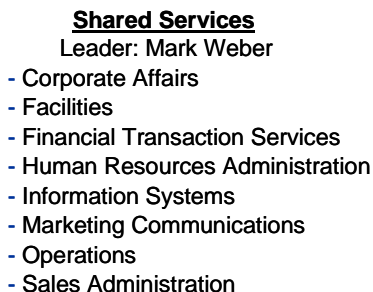 Shared Services
Leader: Mark Weber
- Corporate Affairs
- Facilities
- Financial Transaction Services
- Human Resources Administration
- Information Systems
- Marketing Communications
- Operations
- Sales Administration